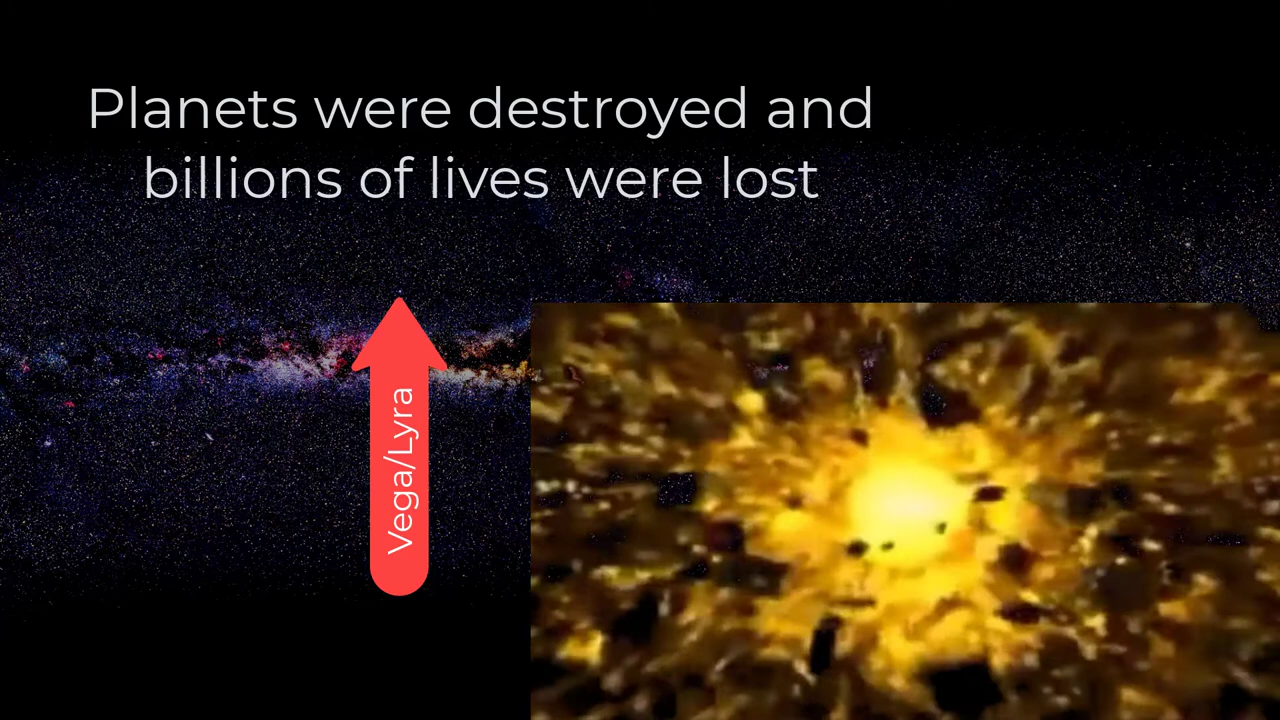 Planets were destroyed and
billions of lives were lost
Vega/Lyra